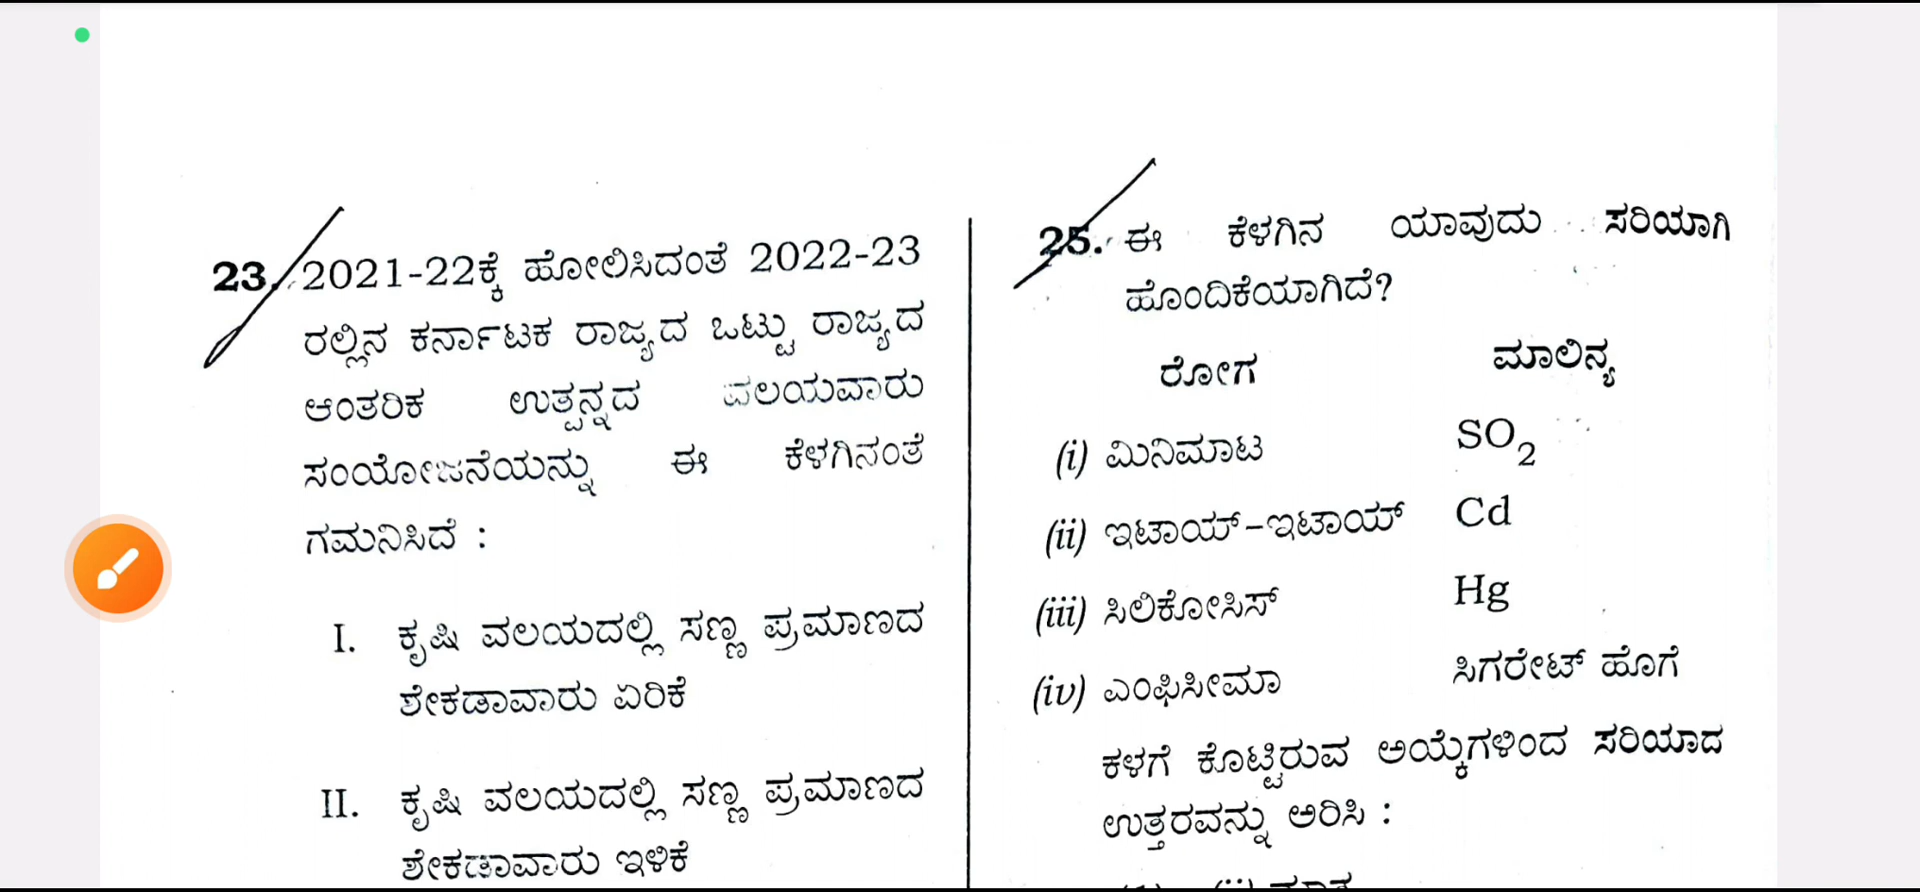 23. 2021-22ಕ್ಕೆ ಹೋಲಿಸಿದಂತೆ 2022-23
ರಲ್ಲಿನ ಕರ್ನಾಟಕ ರಾಜ್ಯದ ಒಟ್ಟು ರಾಜ್ಯದ
ಆಂತರಿಕ ಉತ್ಪನ್ನದ ವಲಯವಾರು
ಸಂಯೋಜನೆಯನ್ನು ಈ ಕೆಳಗಿನಂತೆ
ಗಮನಿಸಿದೆ :
I. ಕೃಷಿ ವಲಯದಲ್ಲಿ ಸಣ್ಣ ಪ್ರಮಾಣದ
ಶೇಕಡಾವಾರು ಏರಿಕೆ
II. ಕೃಷಿ ವಲಯದಲ್ಲಿ ಸಣ್ಣ ಪ್ರಮಾಣದ
ಶೇಕಡಾವಾರು ಇಳಿಕೆ
25. ಈ ಕೆಳಗಿನ ಯಾವುದು ಸರಿಯಾಗಿ
ಹೊಂದಿಕೆಯಾಗಿದೆ?
ರೋಗ ಮಾಲಿನ್ಯ
(i) ಮಿನಿಮಾಟ SO2
(ii) ಇಟಾಯ್-ಇಟಾಯ್ Cd
(iii) ಸಿಲಿಕೋಸಿಸ್ Hg
(iv) ಎಂಫಿಸೀಮಾ ಸಿಗರೇಟ್ ಹೊಗೆ
ಕಳಗೆ ಕೊಟ್ಟಿರುವ ಆಯ್ಕೆಗಳಿಂದ ಸರಿಯಾದ
ಉತ್ತರವನ್ನು ಆರಿಸಿ :